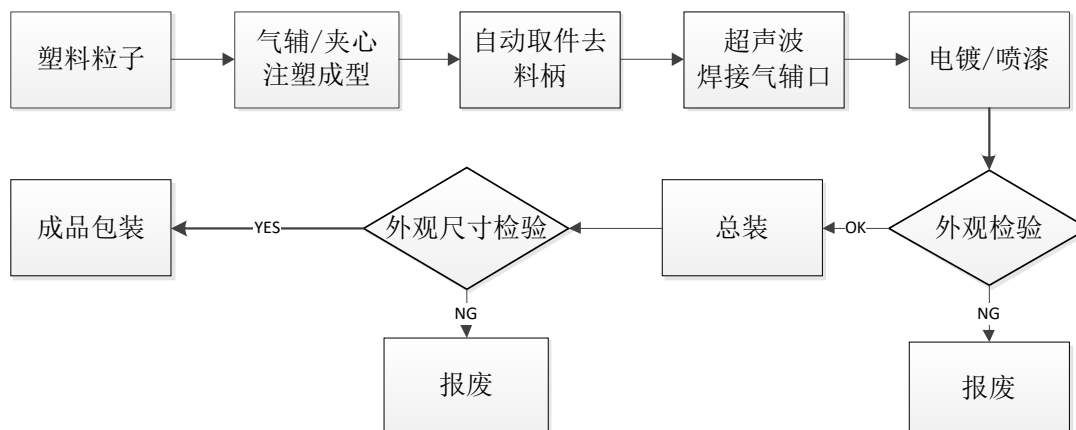 塑料粒子
气辅/夹心
注塑成型
自动取件去
料柄
超声波
焊接气辅口
电镀/喷漆
外观检验
OK
NG
报废
总装
外观尺寸检验
YES
NG
报废
成品包装